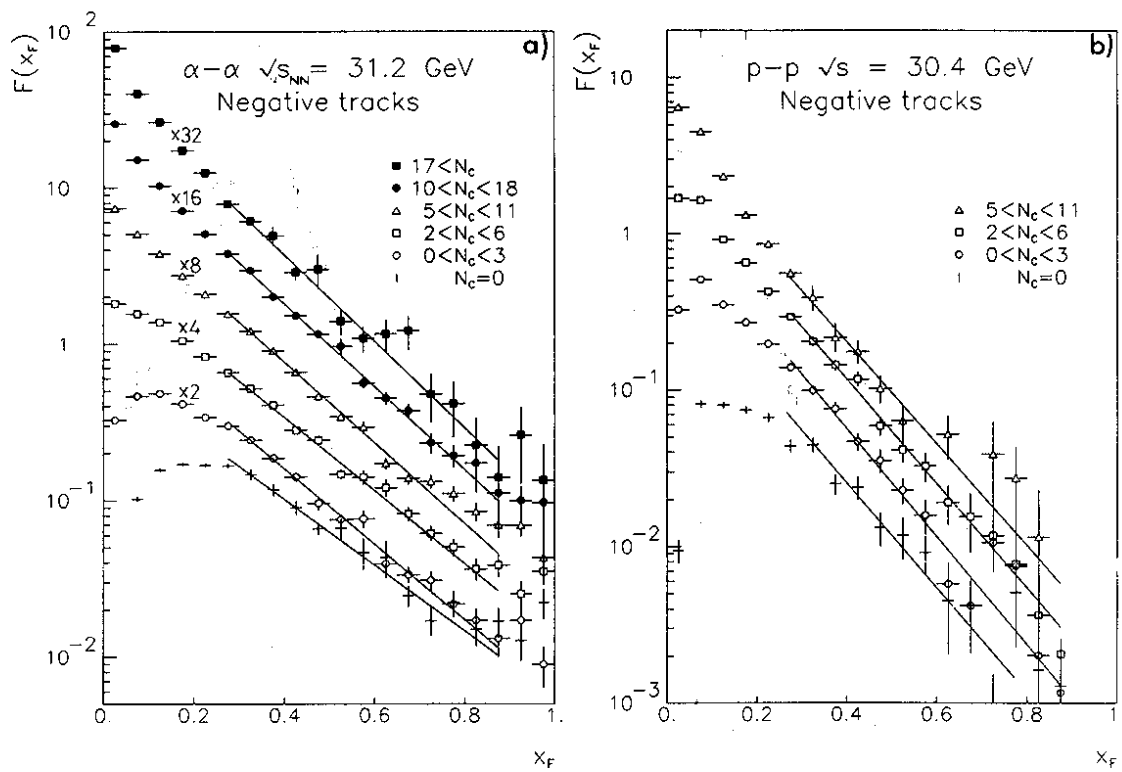 a)
α-α √s_NN = 31.2 GeV
Negative tracks
17<N_c
10<N_c<18
5<N_c<11
2<N_c<6
0<N_c<3
N_c=0
x32
x16
x8
x4
x2
F(x_F)
10^2
10
1
10^-1
10^-2
0. 0.2 0.4 0.6 0.8 1.
x_F
b)
p-p √s = 30.4 GeV
Negative tracks
5<N_c<11
2<N_c<6
0<N_c<3
N_c=0
F(x_F)
10
1
10^-1
10^-2
10^-3
0. 0.2 0.4 0.6 0.8 1
x_F